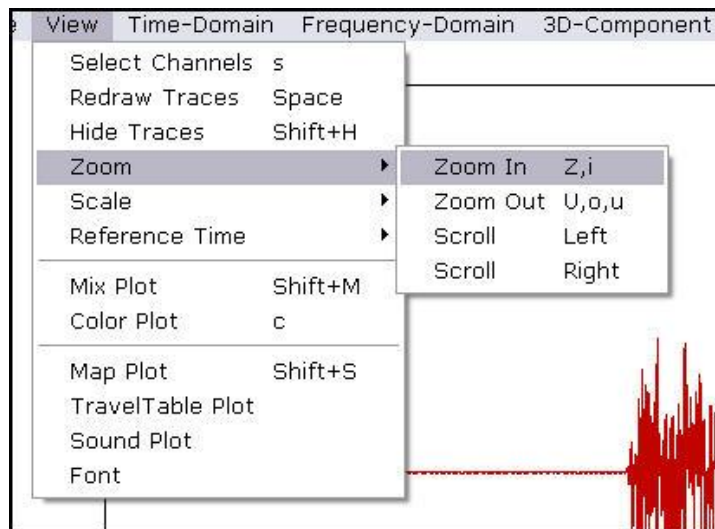 View Time-Domain Frequency-Domain 3D-Component
Select Channels s
Redraw Traces Space
Hide Traces Shift+H
Zoom
Scale
Reference Time
Mix Plot Shift+M
Color Plot c
Map Plot Shift+S
TravelTable Plot
Sound Plot
Font
Zoom In Z,i
Zoom Out U,o,u
Scroll Left
Scroll Right